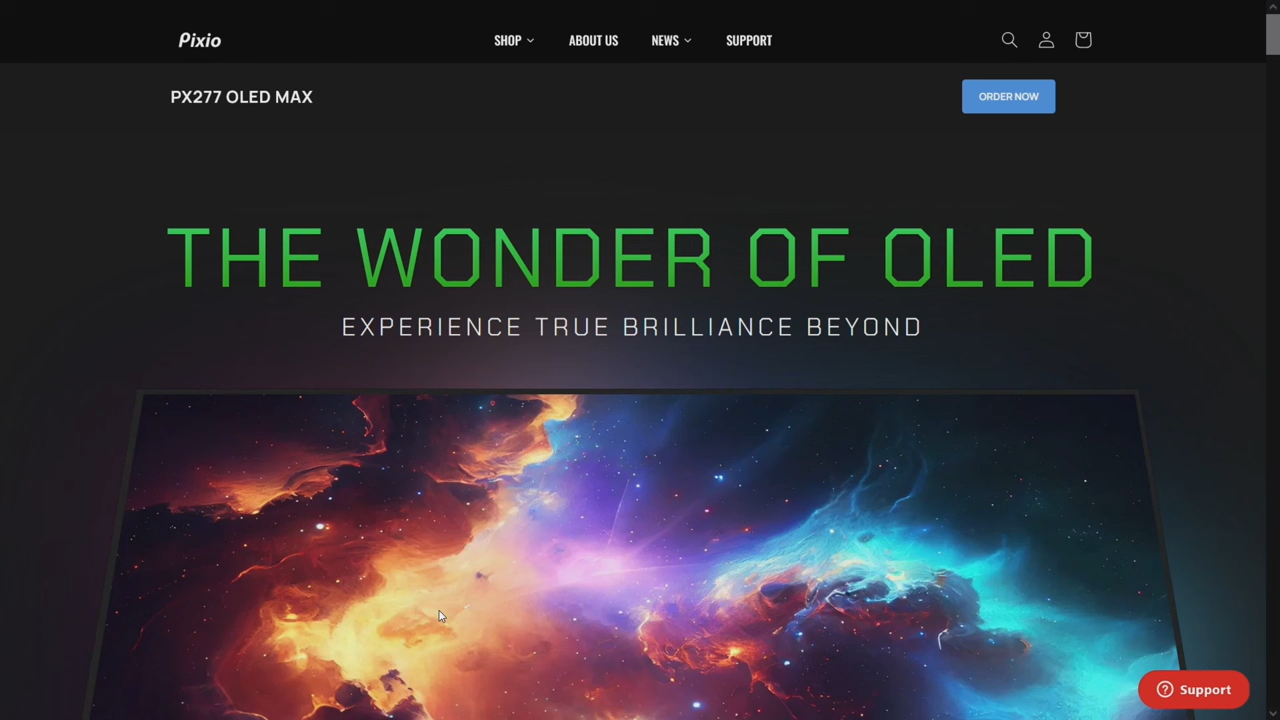 Pixio
SHOP
ABOUT US
NEWS
SUPPORT
PX277 OLED MAX
ORDER NOW
THE WONDER OF OLED
EXPERIENCE TRUE BRILLIANCE BEYOND
Support